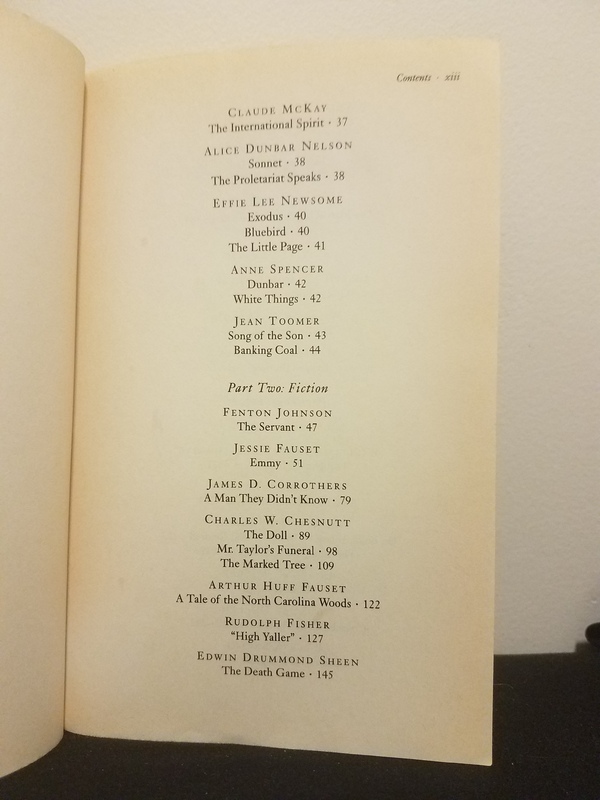 Contents · xiii
CLAUDE MCKAY
The International Spirit · 37
ALICE DUNBAR NELSON
Sonnet · 38
The Proletariat Speaks · 38
EFFIE LEE NEWSOME
Exodus · 40
Bluebird · 40
The Little Page · 41
ANNE SPENCER
Dunbar · 42
White Things · 42
JEAN TOOMER
Song of the Son · 43
Banking Coal · 44
Part Two: Fiction
FENTON JOHNSON
The Servant · 47
JESSIE FAUSET
Emmy · 51
JAMES D. CORROTHERS
A Man They Didn't Know · 79
CHARLES W. CHESNUTT
The Doll · 89
Mr. Taylor's Funeral · 98
The Marked Tree · 109
ARTHUR HUFF FAUSET
A Tale of the North Carolina Woods · 122
RUDOLPH FISHER
“High Yaller” · 127
EDWIN DRUMMOND SHEEN
The Death Game · 145